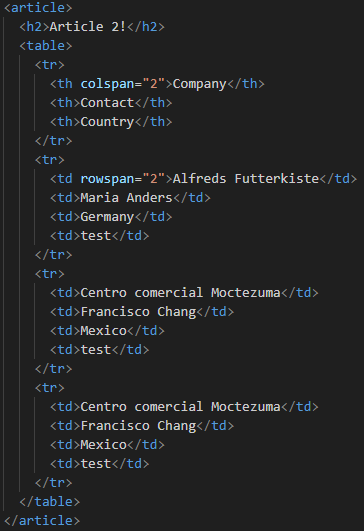 <article>
<h2>Article 2!</h2>
<table>
<tr>
<th colspan="2">Company</th>
<th>Contact</th>
<th>Country</th>
</tr>
<tr>
<td rowspan="2">Alfreds Futterkiste</td>
<td>Maria Anders</td>
<td>Germany</td>
<td>test</td>
</tr>
<tr>
<td>Centro comercial Moctezuma</td>
<td>Francisco Chang</td>
<td>Mexico</td>
<td>test</td>
</tr>
<tr>
<td>Centro comercial Moctezuma</td>
<td>Francisco Chang</td>
<td>Mexico</td>
<td>test</td>
</tr>
</table>
</article>